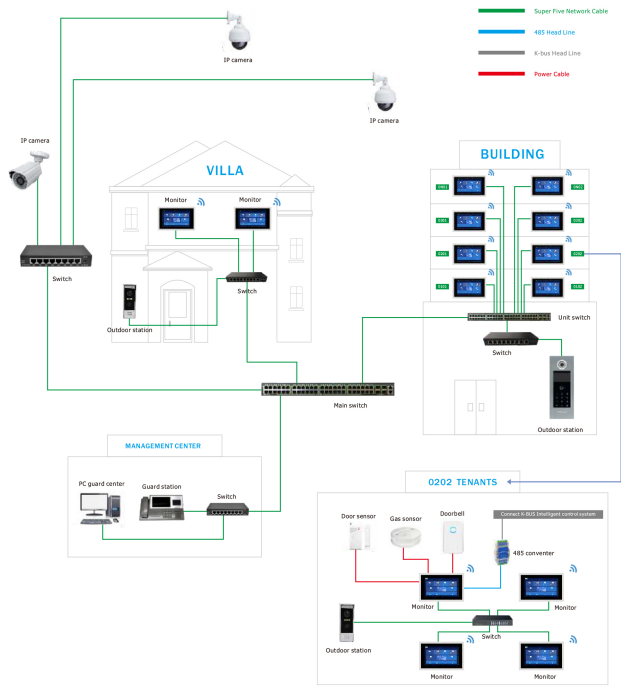 Super Five Network Cable
485 Head Line
K-bus Head Line
Power Cable
IP camera
IP camera
IP camera
Switch
VILLA
Monitor
Monitor
Switch
Outdoor station
BUILDING
0202
Unit switch
Switch
Outdoor station
Main switch
MANAGEMENT CENTER
PC guard center
Guard station
Switch
0202 TENANTS
Door sensor
Gas sensor
Doorbell
Connect K-BUS Intelligent control system
485 conventer
Monitor
Monitor
Switch
Outdoor station
Monitor
Monitor